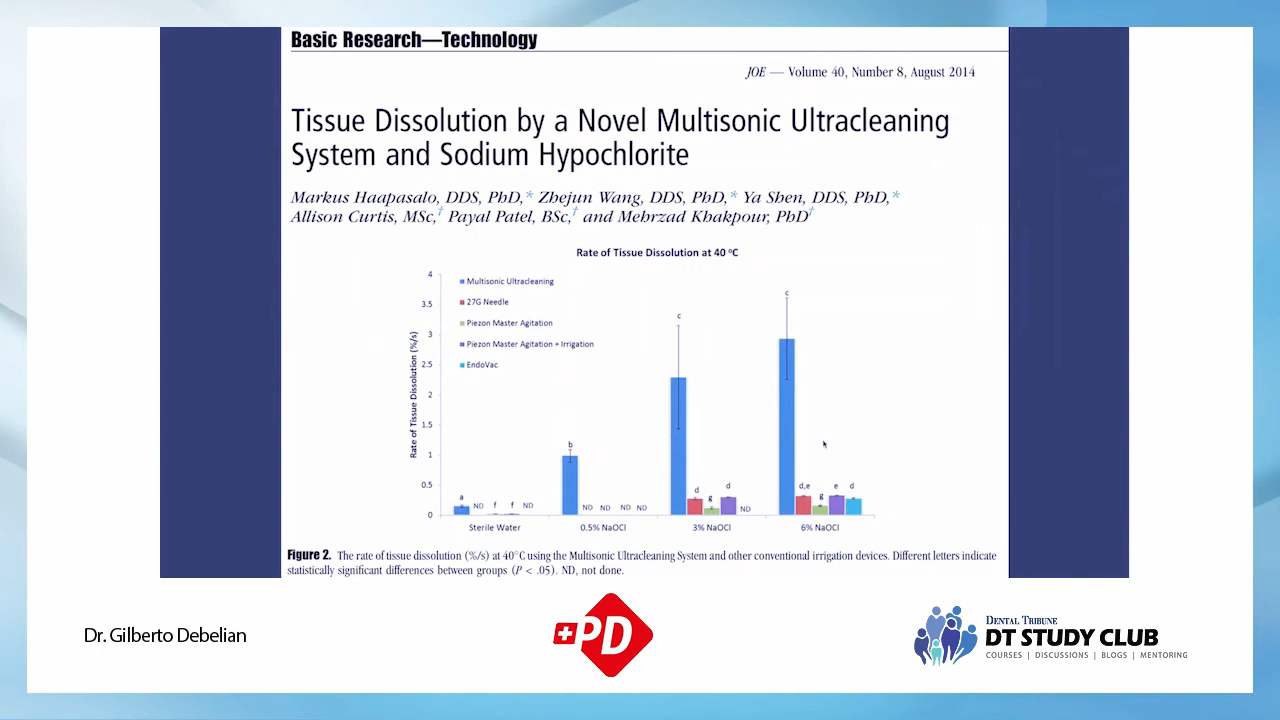 Basic Research—Technology
JOE — Volume 40, Number 8, August 2014
Tissue Dissolution by a Novel Multisonic Ultracleaning
System and Sodium Hypochlorite
Markus Haapasalo, DDS, PhD,* Zhejun Wang, DDS, PhD,* Ya Shen, DDS, PhD,*
Allison Curtis, MSc,† Payal Patel, BSc,† and Mehrzad Khakpour, PhD†
Rate of Tissue Dissolution at 40 °C
Rate of Tissue Dissolution (%/s)
4
3.5
3
2.5
2
1.5
1
0.5
0
Multisonic Ultracleaning
27G Needle
Piezon Master Agitation
Piezon Master Agitation + Irrigation
EndoVac
a ND f f ND
b ND ND ND ND
c d g d ND
c d,e g e d
Sterile Water 0.5% NaOCl 3% NaOCl 6% NaOCl
Figure 2. The rate of tissue dissolution (%/s) at 40°C using the Multisonic Ultracleaning System and other conventional irrigation devices. Different letters indicate
statistically significant differences between groups (P < .05). ND, not done.
Dr. Gilberto Debelian
PD
DENTAL TRIBUNE
DT STUDY CLUB
COURSES | DISCUSSIONS | BLOGS | MENTORING